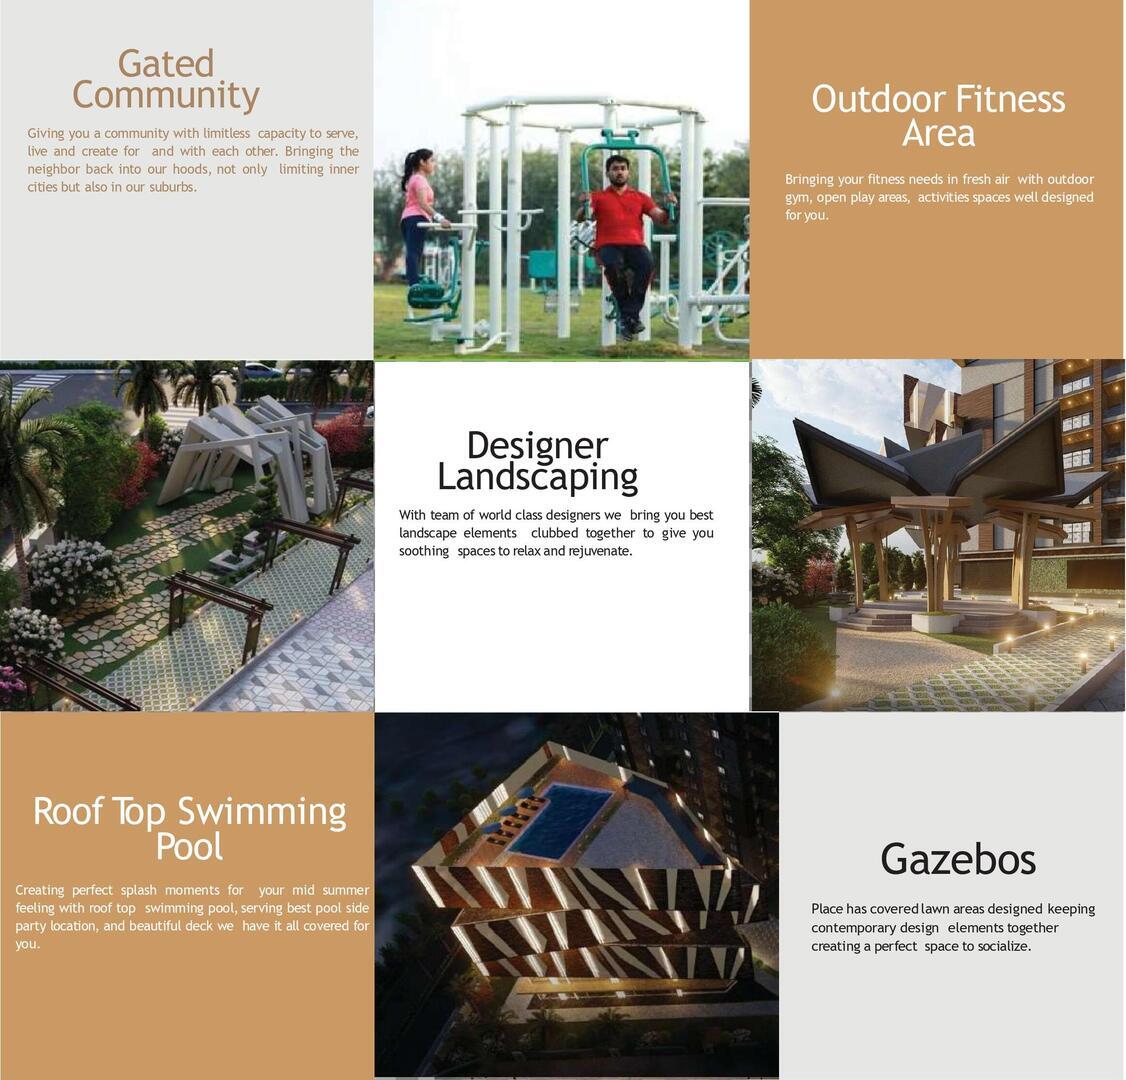 Gated
Community
Giving you a community with limitless capacity to serve,
live and create for and with each other. Bringing the
neighbor back into our hoods, not only limiting inner
cities but also in our suburbs.
Outdoor Fitness
Area
Bringing your fitness needs in fresh air with outdoor
gym, open play areas, activities spaces well designed
for you.
Designer
Landscaping
With team of world class designers we bring you best
landscape elements clubbed together to give you
soothing spaces to relax and rejuvenate.
Roof Top Swimming
Pool
Creating perfect splash moments for your mid summer
feeling with roof top swimming pool, serving best pool side
party location, and beautiful deck we have it all covered for
you.
Gazebos
Place has covered lawn areas designed keeping
contemporary design elements together
creating a perfect space to socialize.